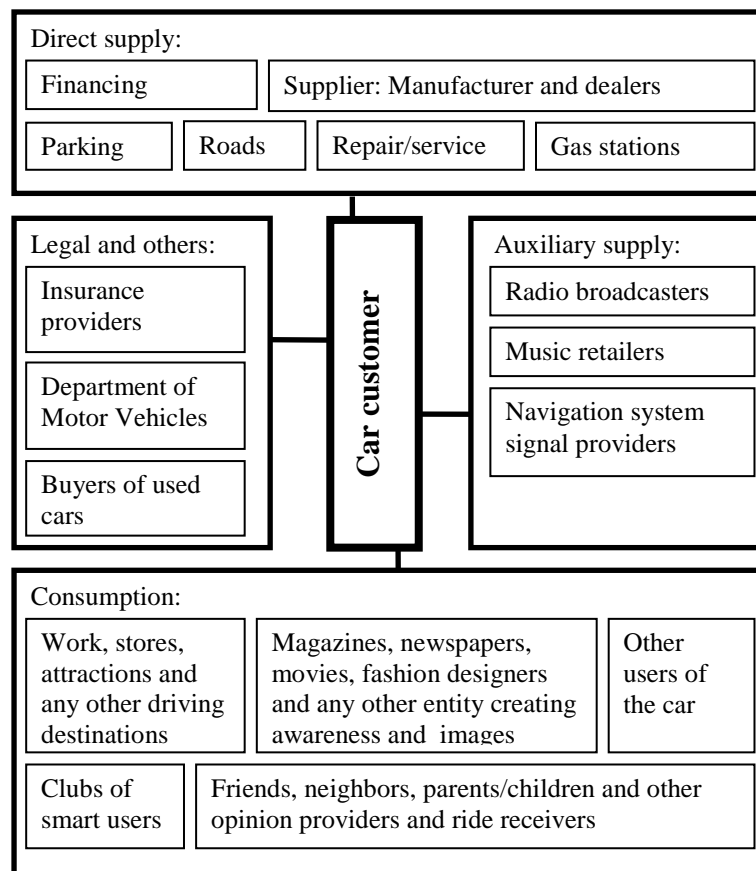 Direct supply:
Financing
Supplier: Manufacturer and dealers
Parking
Roads
Repair/service
Gas stations
Legal and others:
Insurance
providers
Department of
Motor Vehicles
Buyers of used
cars
Car customer
Auxiliary supply:
Radio broadcasters
Music retailers
Navigation system
signal providers
Consumption:
Work, stores,
attractions and
any other driving
destinations
Magazines, newspapers,
movies, fashion designers
and any other entity creating
awareness and images
Other
users of
the car
Clubs of
smart users
Friends, neighbors, parents/children and other
opinion providers and ride receivers